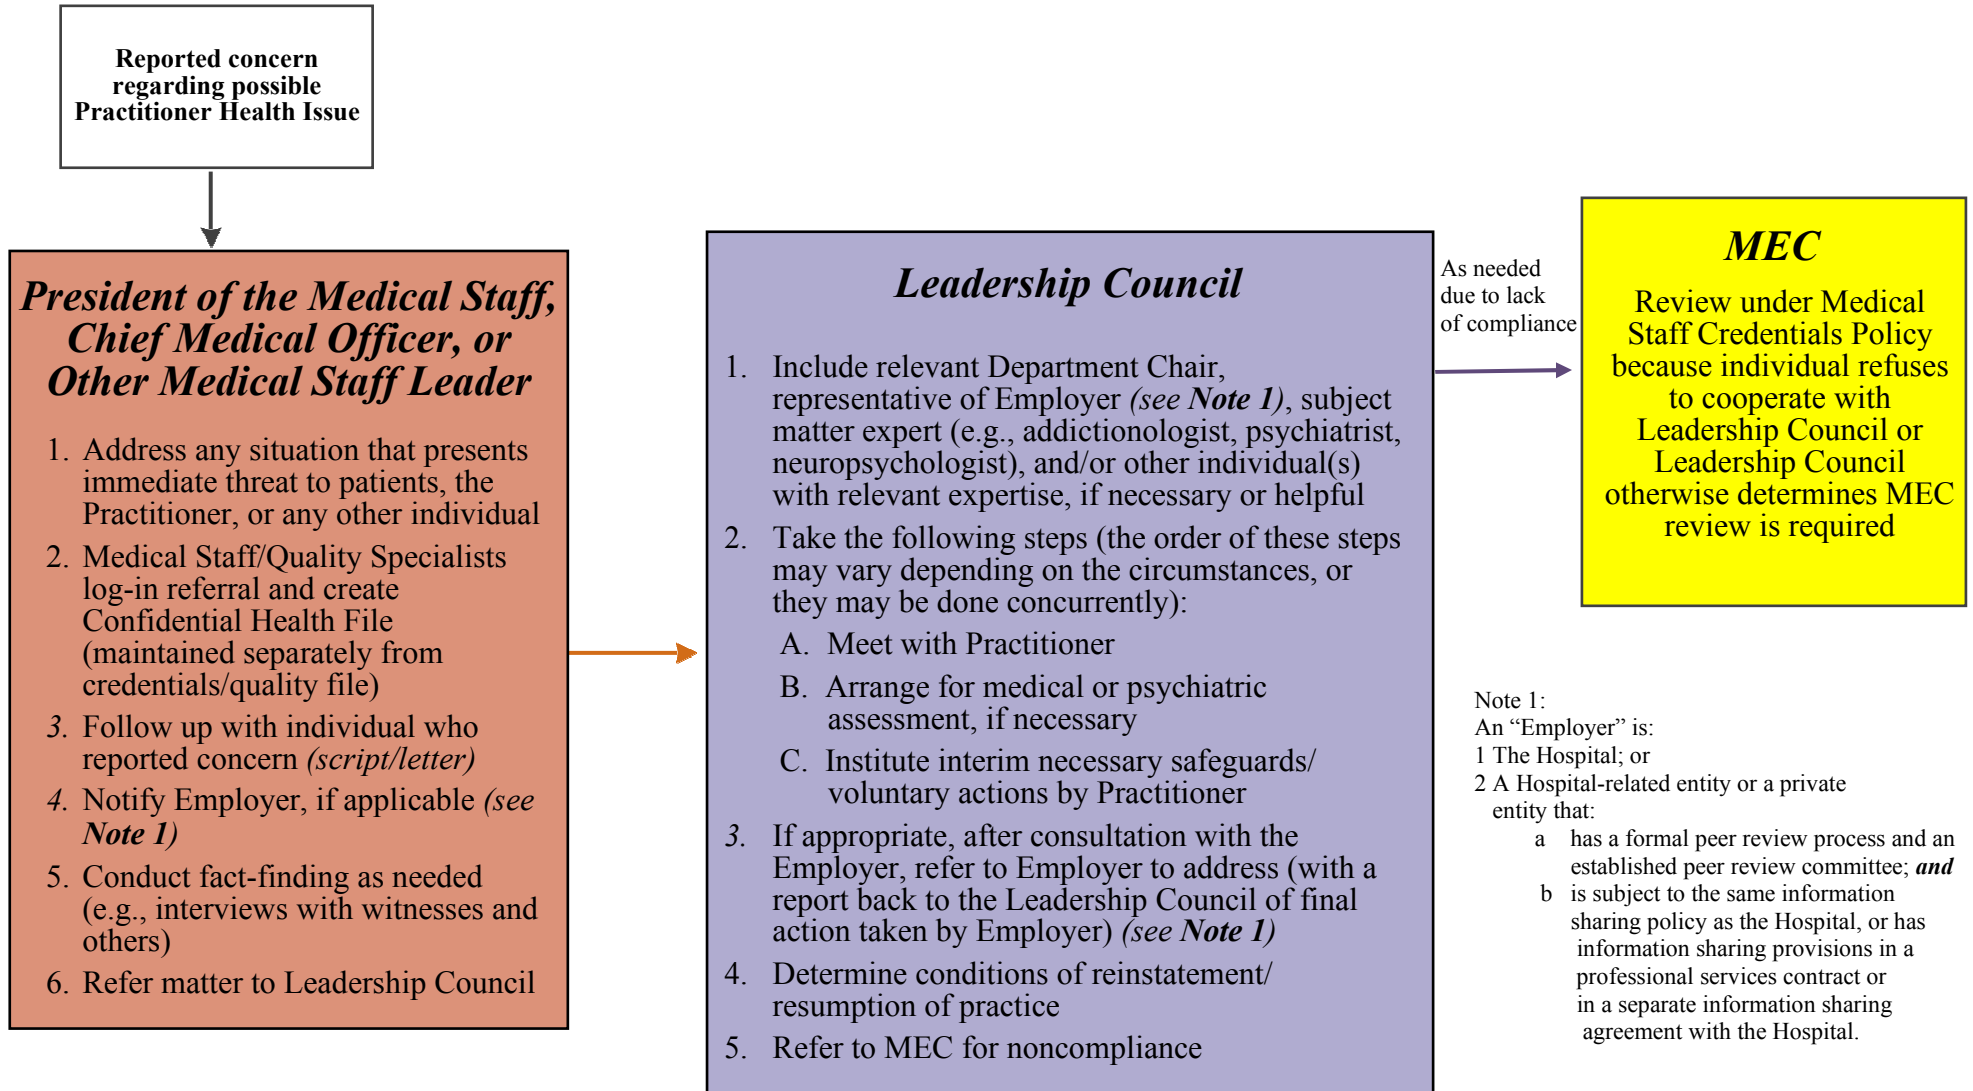 Reported concern
regarding possible
Practitioner Health Issue
President of the Medical Staff,
Chief Medical Officer, or
Other Medical Staff Leader
1. Address any situation that presents
immediate threat to patients, the
Practitioner, or any other individual
2. Medical Staff/Quality Specialists
log-in referral and create
Confidential Health File
(maintained separately from
credentials/quality file)
3. Follow up with individual who
reported concern (script/letter)
4. Notify Employer, if applicable (see
Note 1)
5. Conduct fact-finding as needed
(e.g., interviews with witnesses and
others)
6. Refer matter to Leadership Council
Leadership Council
1. Include relevant Department Chair,
representative of Employer (see Note 1), subject
matter expert (e.g., addictionologist, psychiatrist,
neuropsychologist), and/or other individual(s)
with relevant expertise, if necessary or helpful
2. Take the following steps (the order of these steps
may vary depending on the circumstances, or
they may be done concurrently):
A. Meet with Practitioner
B. Arrange for medical or psychiatric
assessment, if necessary
C. Institute interim necessary safeguards/
voluntary actions by Practitioner
3. If appropriate, after consultation with the
Employer, refer to Employer to address (with a
report back to the Leadership Council of final
action taken by Employer) (see Note 1)
4. Determine conditions of reinstatement/
resumption of practice
5. Refer to MEC for noncompliance
As needed
due to lack
of compliance
MEC
Review under Medical
Staff Credentials Policy
because individual refuses
to cooperate with
Leadership Council or
Leadership Council
otherwise determines MEC
review is required
Note 1:
An “Employer” is:
1 The Hospital; or
2 A Hospital-related entity or a private
entity that:
a has a formal peer review process and an
established peer review committee; and
b is subject to the same information
sharing policy as the Hospital, or has
information sharing provisions in a
professional services contract or
in a separate information sharing
agreement with the Hospital.